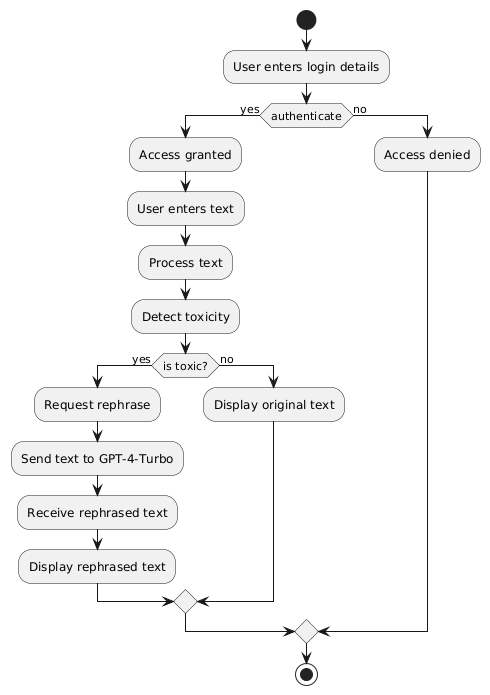 User enters login details
yes
authenticate
no
Access granted
Access denied
User enters text
Process text
Detect toxicity
yes
is toxic?
no
Request rephrase
Display original text
Send text to GPT-4-Turbo
Receive rephrased text
Display rephrased text